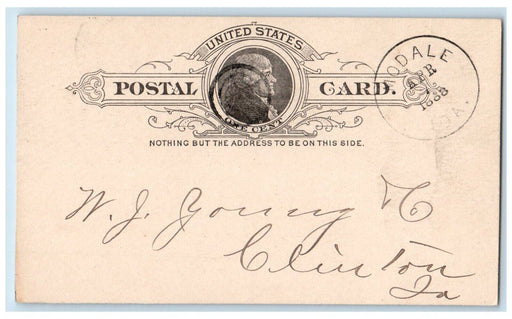 UNITED STATES
POSTAL CARD.
ONE CENT
NOTHING BUT THE ADDRESS TO BE ON THIS SIDE.
ODALE
APR
1888
IA.
W. J. Young & Co
Clinton
Ia